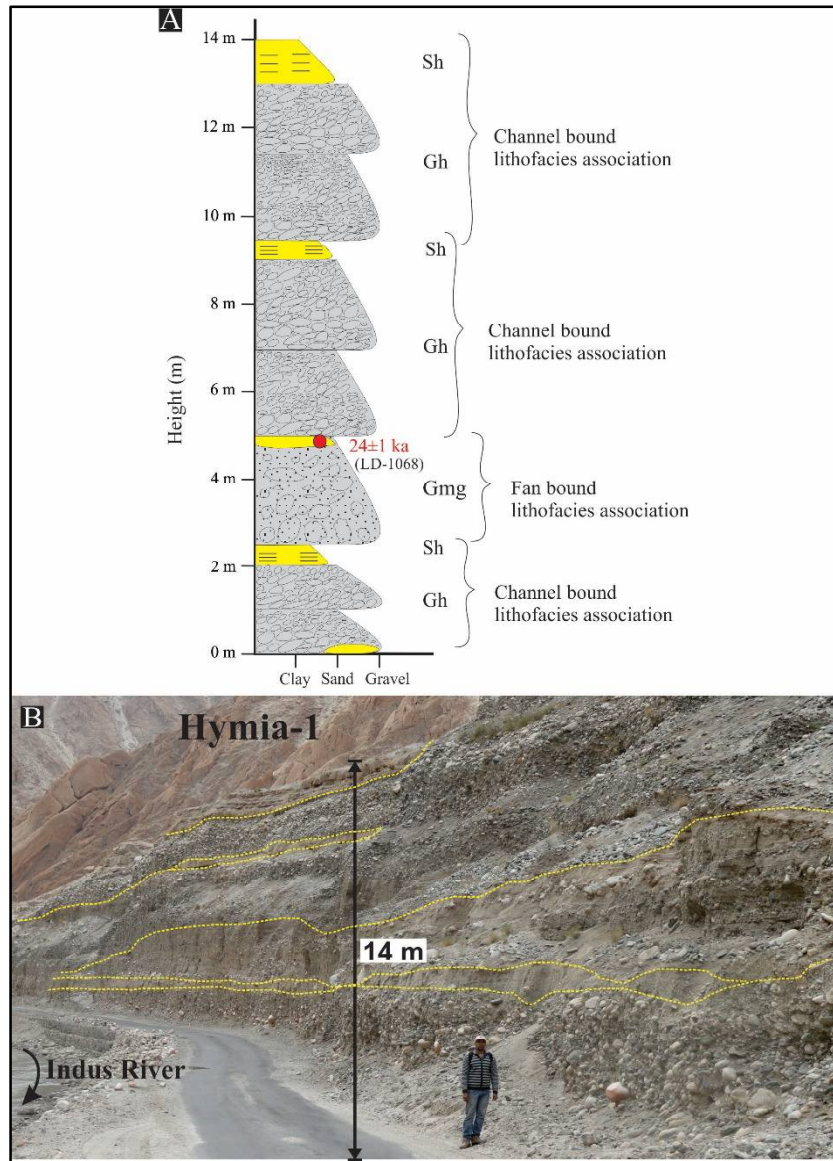 A
14 m
Sh
12 m
Channel bound
lithofacies association
Gh
10 m
Sh
8 m
Channel bound
lithofacies association
Gh
Height (m)
6 m
24±1 ka
(LD-1068)
4 m
Gmg
Fan bound
lithofacies association
Sh
2 m
Channel bound
lithofacies association
Gh
0 m
Clay Sand Gravel
B
Hymia-1
14 m
Indus River